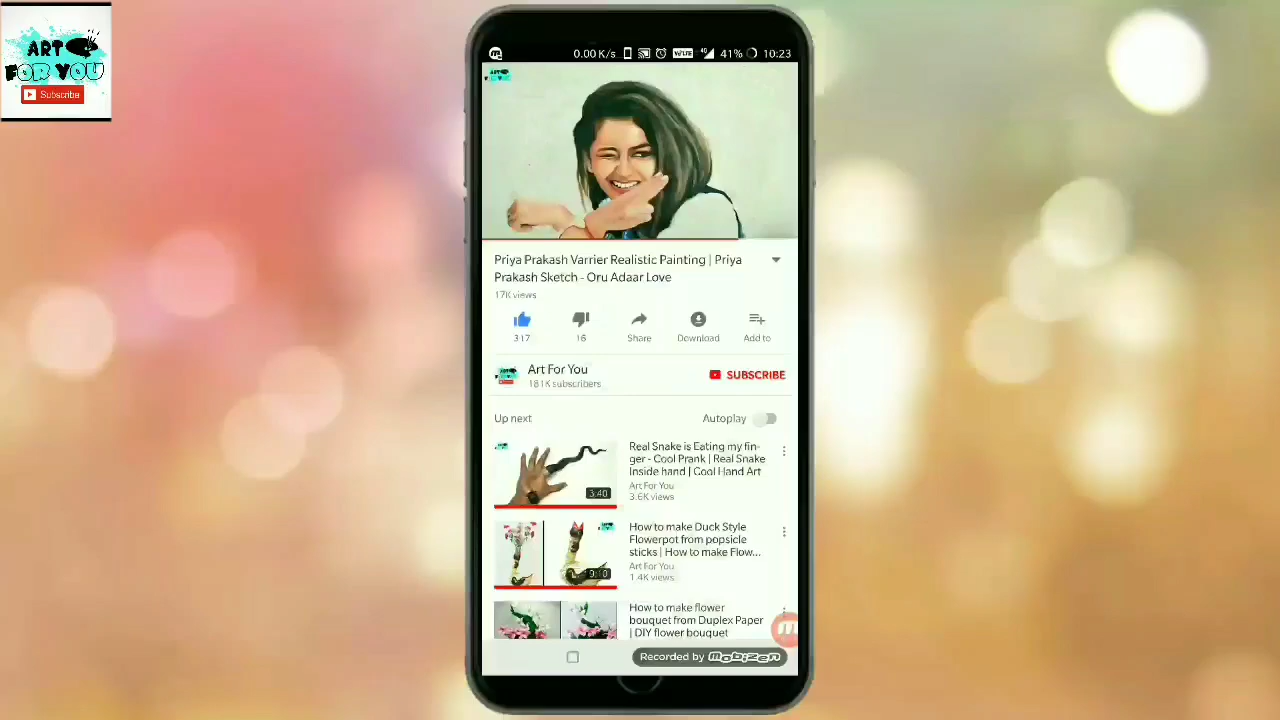 ART
FOR YOU
Subscribe
0.00 K/s
VoLTE
4G
41%
10:23
Priya Prakash Varrier Realistic Painting | Priya
Prakash Sketch - Oru Adaar Love
17K views
317
16
Share
Download
Add to
Art For You
181K subscribers
SUBSCRIBE
Up next
Autoplay
3:40
Real Snake is Eating my fin-
ger - Cool Prank | Real Snake
Inside hand | Cool Hand Art
Art For You
3.6K views
9:10
How to make Duck Style
Flowerpot from popsicle
sticks | How to make Flow...
Art For You
1.4K views
How to make flower
bouquet from Duplex Paper
| DIY flower bouquet
Recorded by mobizen